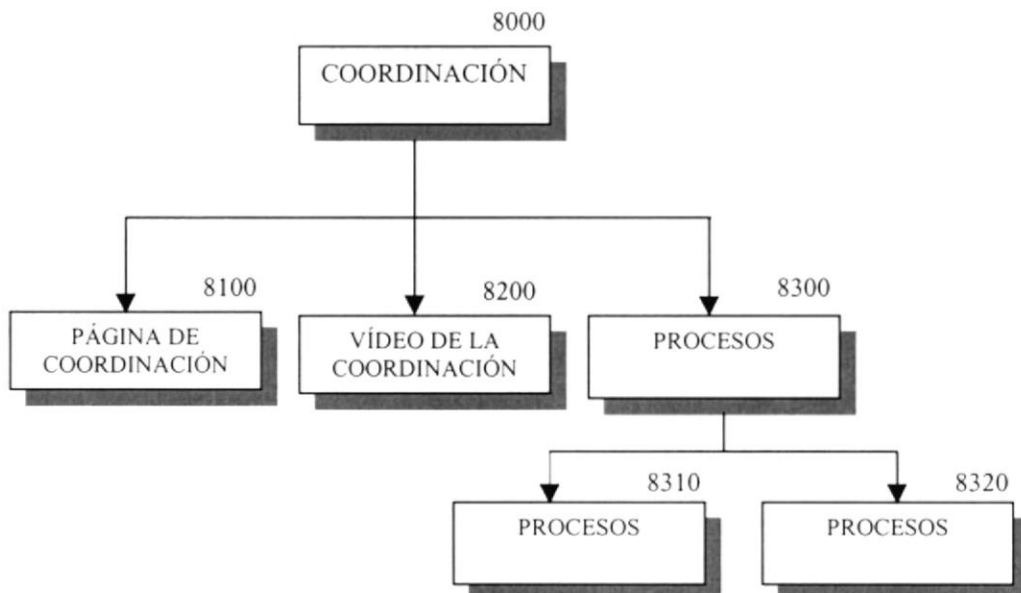 8000
COORDINACIÓN
8100
8200
8300
PÁGINA DE
COORDINACIÓN
VÍDEO DE LA
COORDINACIÓN
PROCESOS
8310
8320
PROCESOS
PROCESOS